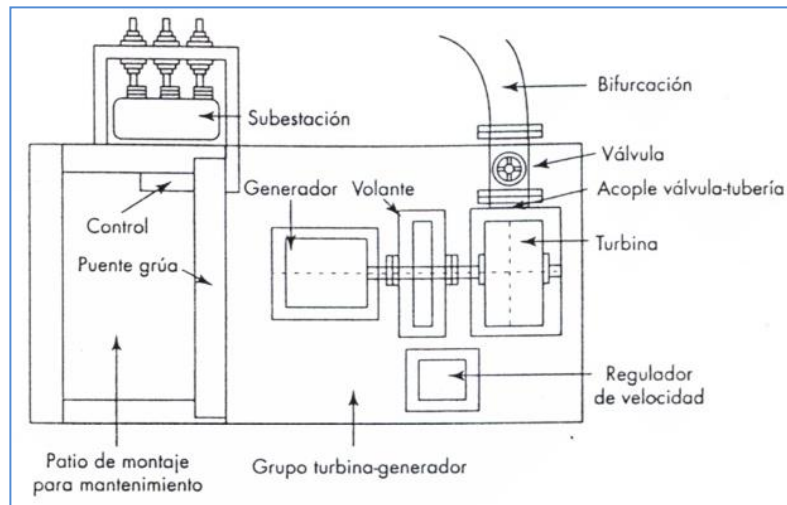 Bifurcación
Subestación
Válvula
Generador
Volante
Acople válvula-tubería
Control
Turbina
Puente grúa
Regulador
de velocidad
Patio de montaje
para mantenimiento
Grupo turbina-generador